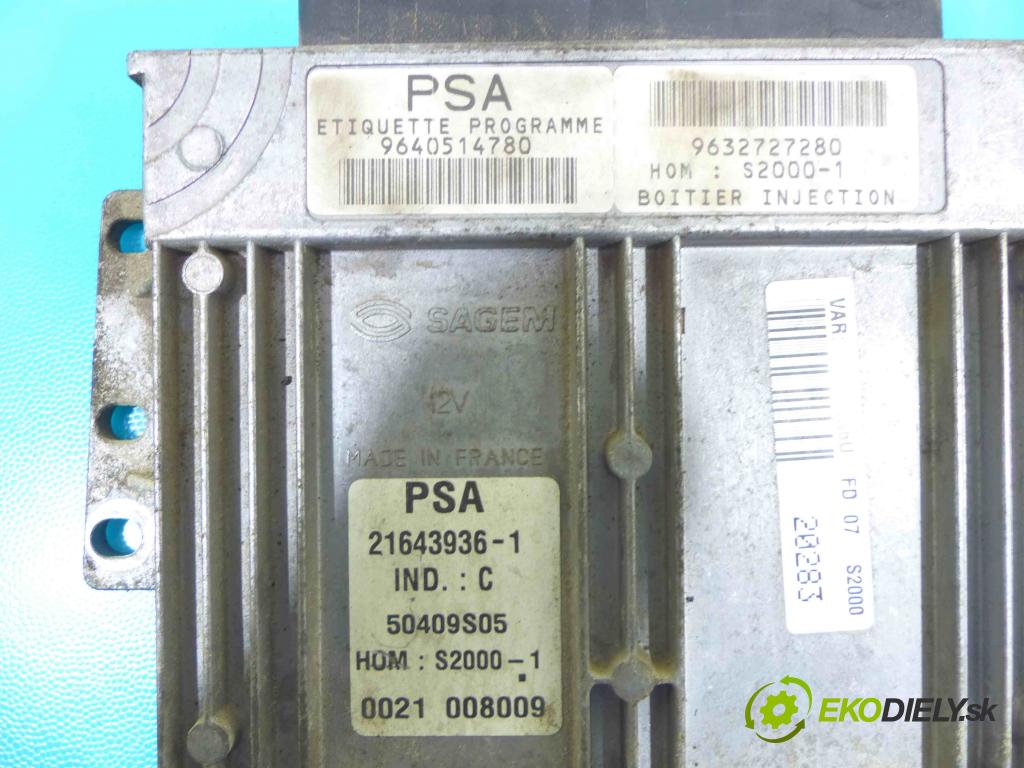 PSA
ETIQUETTE PROGRAMME
9640514780
9632727280
HOM : S2000-1
BOITIER INJECTION
SAGEM
12V
MADE IN FRANCE
PSA
21643936-1
IND. : C
50409S05
HOM : S2000-1
0021 008009
VAR
FD 07 S2000
20283
EKODIELY.sk